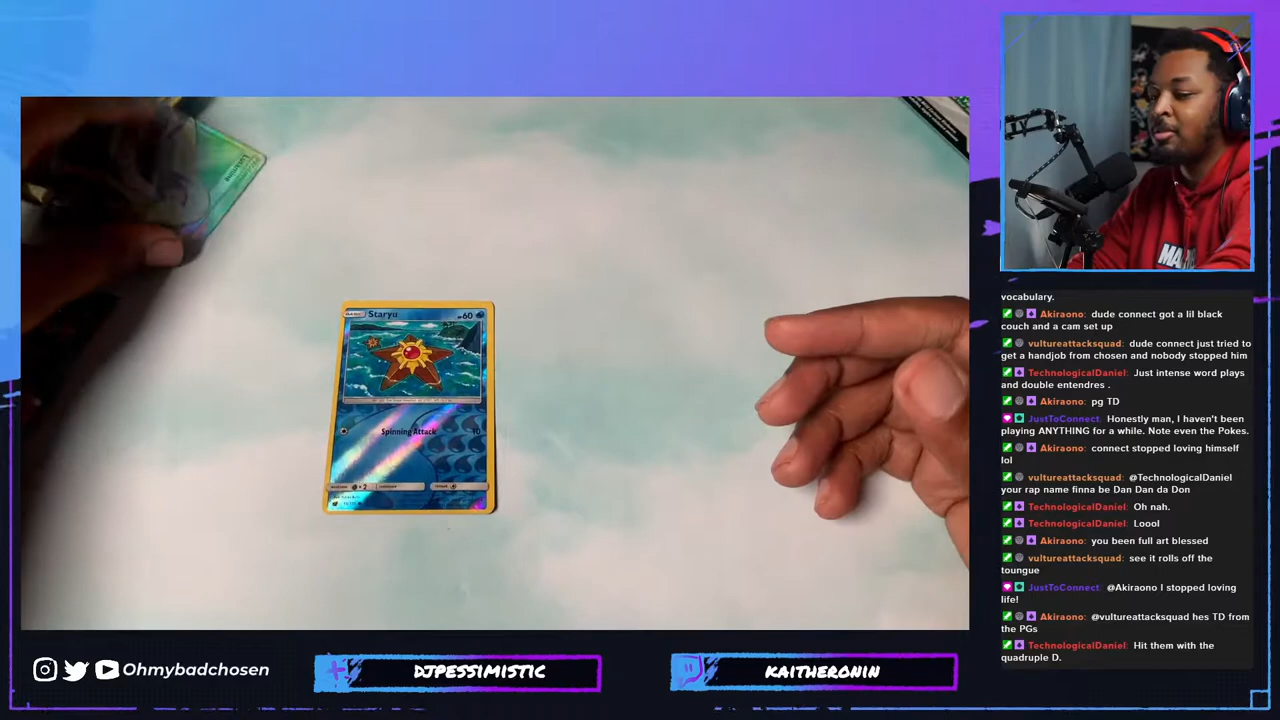 BASIC Staryu HP 60
Spinning Attack 10
MA
Ohmybadchosen
DJPESSIMISTIC
KAITHERONIN
vocabulary.
Akiraono: dude connect got a lil black
couch and a cam set up
vultureattacksquad: dude connect just tried to
get a handjob from chosen and nobody stopped him
TechnologicalDaniel: Just intense word plays
and double entendres .
Akiraono: pg TD
JustToConnect: Honestly man, I haven't been
playing ANYTHING for a while. Note even the Pokes.
Akiraono: connect stopped loving himself
lol
vultureattacksquad: @TechnologicalDaniel
your rap name finna be Dan Dan da Don
TechnologicalDaniel: Oh nah.
TechnologicalDaniel: Loool
Akiraono: you been full art blessed
vultureattacksquad: see it rolls off the
toungue
JustToConnect: @Akiraono I stopped loving
life!
Akiraono: @vultureattacksquad hes TD from
the PGs
TechnologicalDaniel: Hit them with the
quadruple D.